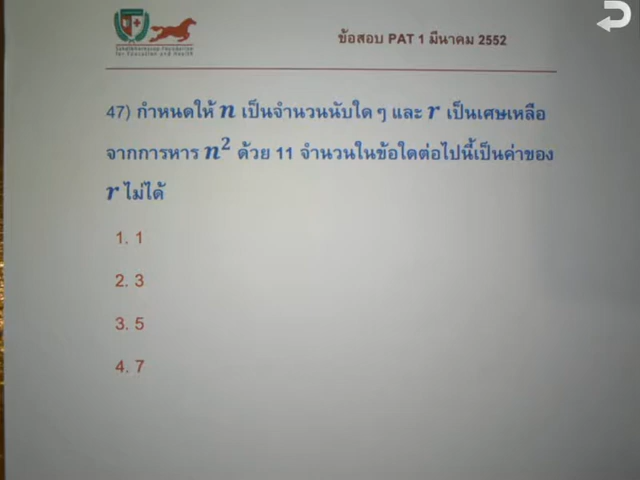 ข้อสอบ PAT 1 มีนาคม 2552
47) กำหนดให้ n เป็นจำนวนนับใด ๆ และ r เป็นเศษเหลือ
จากการหาร n² ด้วย 11 จำนวนในข้อใดต่อไปนี้เป็นค่าของ
r ไม่ได้
1. 1
2. 3
3. 5
4. 7